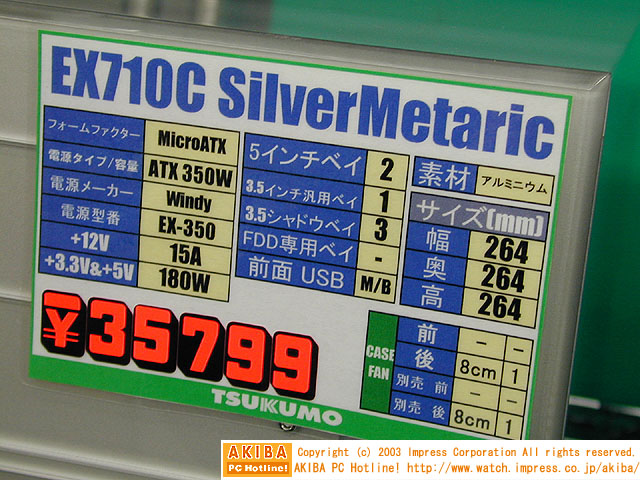 EX710C SilverMetaric
フォームファクター MicroATX
電源タイプ/容量 ATX 350W
電源メーカー Windy
電源型番 EX-350
+12V 15A
+3.3V&+5V 180W
5インチベイ 2
3.5インチ汎用ベイ 1
3.5シャドウベイ 3
FDD専用ベイ -
前面 USB M/B
素材 アルミニウム
サイズ(mm)
幅 264
奥 264
高 264
¥35799
CASE FAN
前 - -
後 8cm 1
別売 前 - -
別売 後 8cm 1
TSUKUMO
AKIBA PC Hotline!
Copyright (c) 2003 Impress Corporation All rights reserved.
AKIBA PC Hotline! http://www.watch.impress.co.jp/akiba/